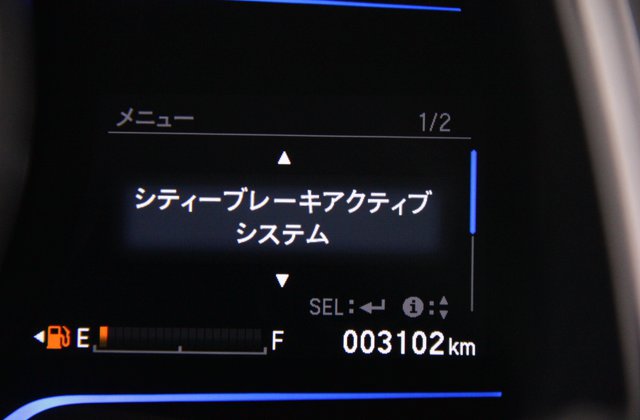 メニュー 1/2
▲
シティーブレーキアクティブ
システム
▼
SEL:↵ i:▲▼
E F 003102km